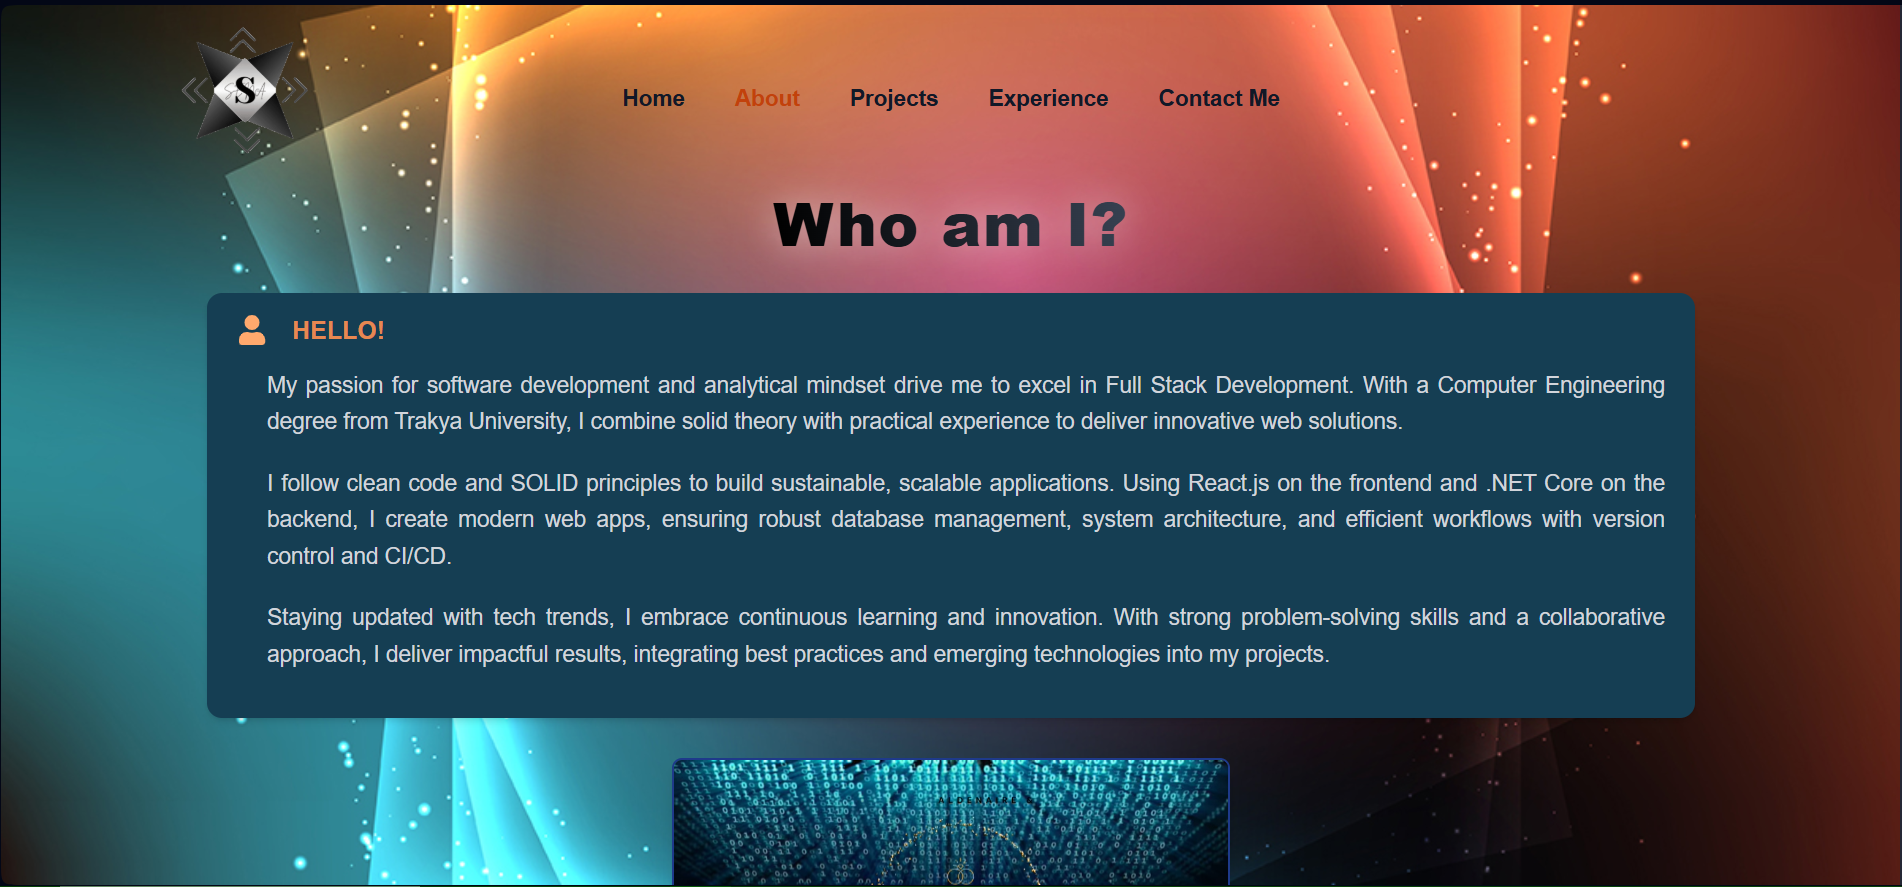 S
Home About Projects Experience Contact Me
Who am I?
HELLO!
My passion for software development and analytical mindset drive me to excel in Full Stack Development. With a Computer Engineering
degree from Trakya University, I combine solid theory with practical experience to deliver innovative web solutions.
I follow clean code and SOLID principles to build sustainable, scalable applications. Using React.js on the frontend and .NET Core on the
backend, I create modern web apps, ensuring robust database management, system architecture, and efficient workflows with version
control and CI/CD.
Staying updated with tech trends, I embrace continuous learning and innovation. With strong problem-solving skills and a collaborative
approach, I deliver impactful results, integrating best practices and emerging technologies into my projects.